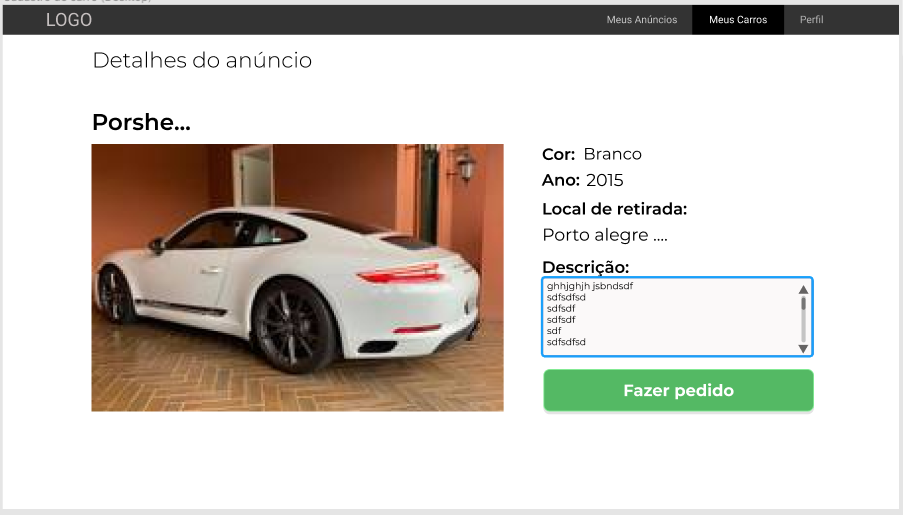 LOGO
Meus Anúncios
Meus Carros
Perfil
Detalhes do anúncio
Porshe...
Cor: Branco
Ano: 2015
Local de retirada:
Porto alegre ....
Descrição:
ghhjghjh jsbndsdf
sdfsdfsd
sdfsdf
sdfsdf
sdf
sdfsdfsd
Fazer pedido